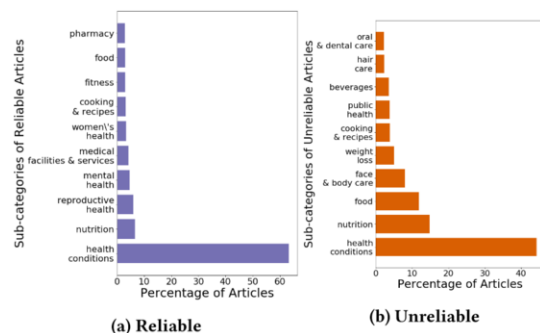 Sub-categories of Reliable Articles
pharmacy
food
fitness
cooking
& recipes
women\'s
health
medical
facilities & services
mental
health
reproductive
health
nutrition
health
conditions
0 10 20 30 40 50 60
Percentage of Articles
(a) Reliable
Sub-categories of Unreliable Articles
oral
& dental care
hair
care
beverages
public
health
cooking
& recipes
weight
loss
face
& body care
food
nutrition
health
conditions
0 10 20 30 40
Percentage of Articles
(b) Unreliable